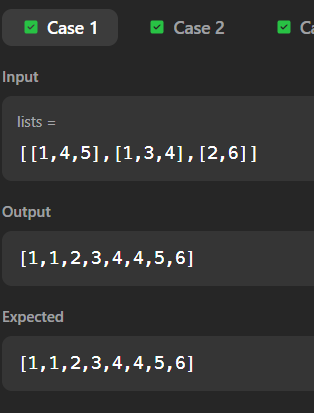 Case 1 Case 2 Ca
Input
lists =
[[1,4,5],[1,3,4],[2,6]]
Output
[1,1,2,3,4,4,5,6]
Expected
[1,1,2,3,4,4,5,6]